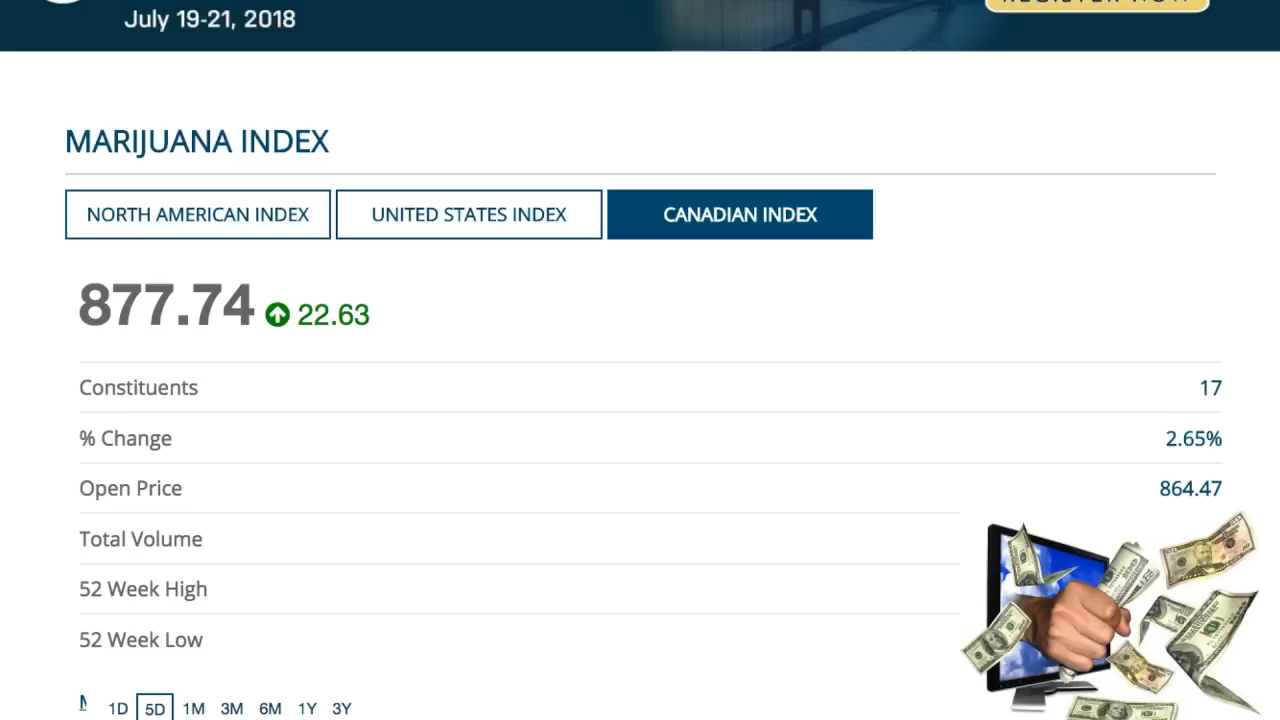 July 19-21, 2018
REGISTER NOW
MARIJUANA INDEX
NORTH AMERICAN INDEX
UNITED STATES INDEX
CANADIAN INDEX
877.74 22.63
Constituents 17
% Change 2.65%
Open Price 864.47
Total Volume
52 Week High
52 Week Low
1D 5D 1M 3M 6M 1Y 3Y